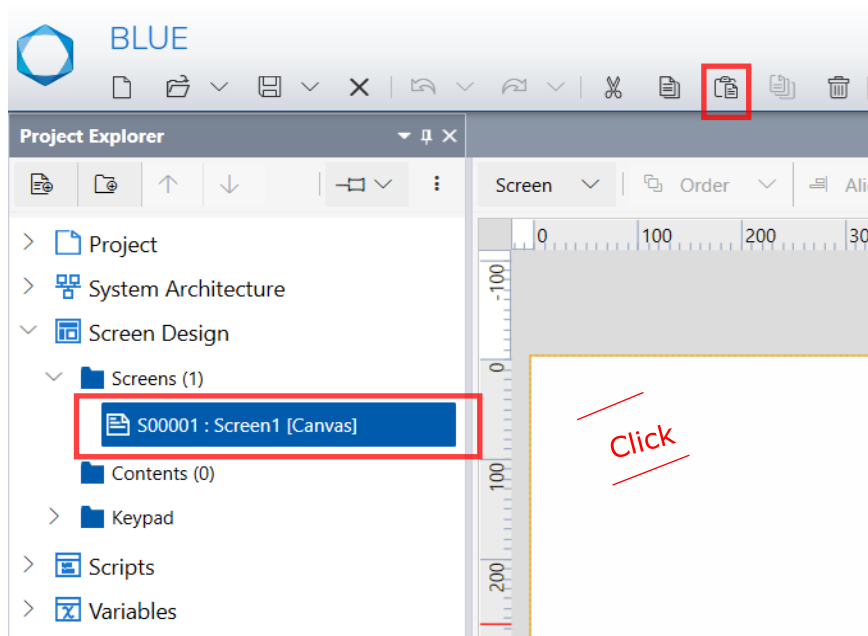 BLUE
Project Explorer
Screen
Order
Ali
Project
System Architecture
Screen Design
Screens (1)
S00001 : Screen1 [Canvas]
Contents (0)
Keypad
Scripts
Variables
0
100
200
30
-100
0
100
200
Click